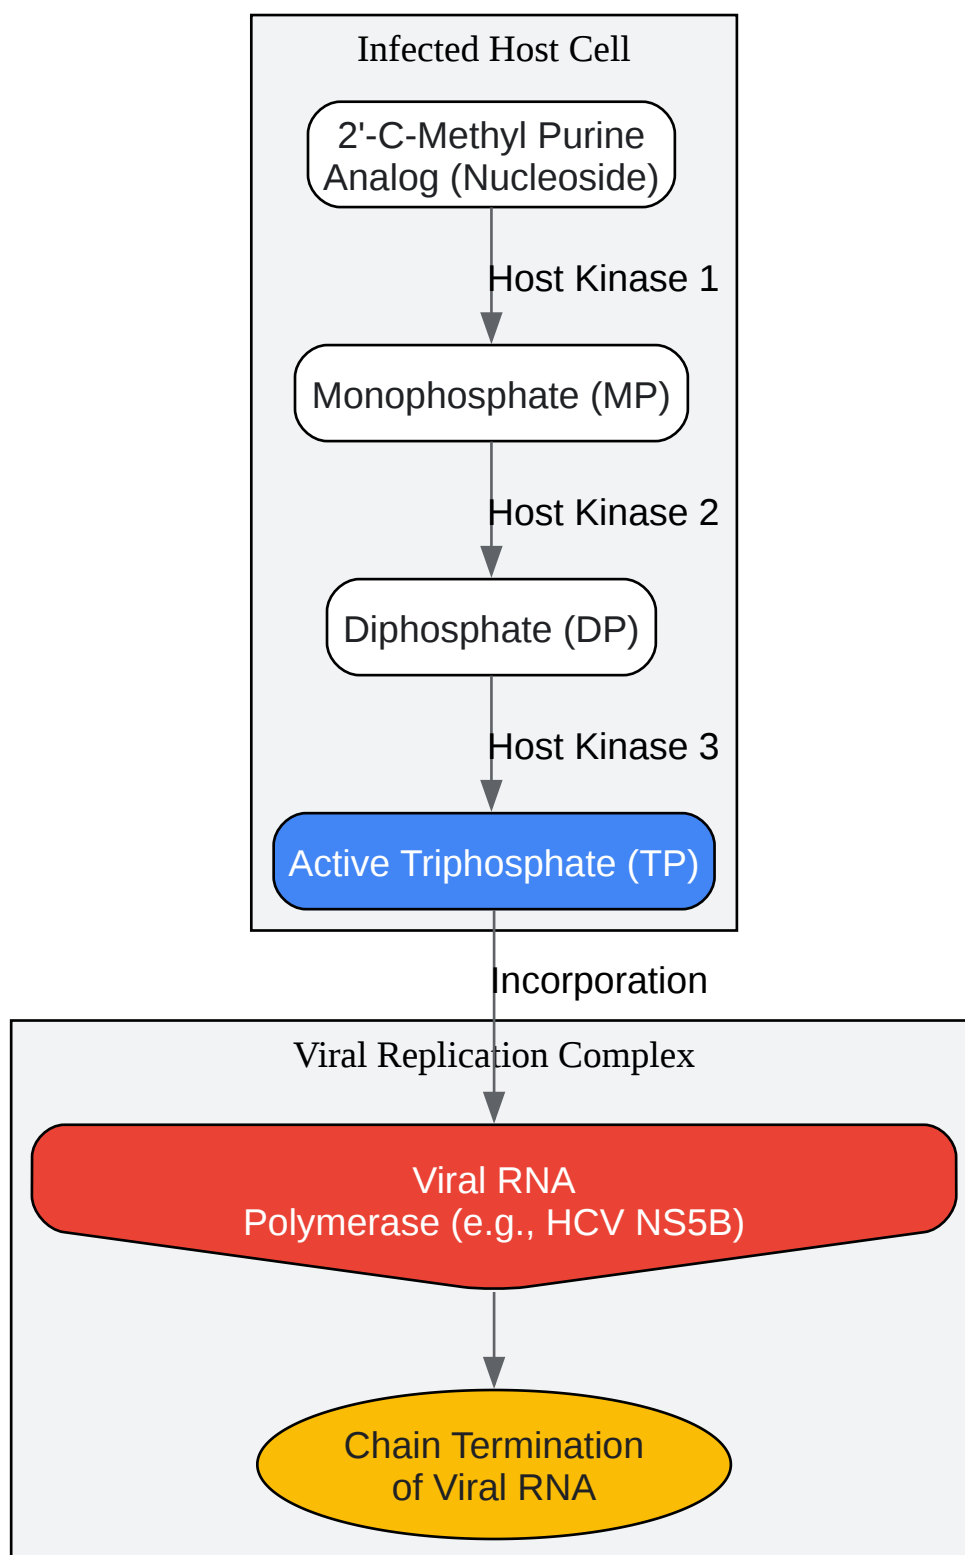 Infected Host Cell
2'-C-Methyl Purine
Analog (Nucleoside)
Host Kinase 1
Monophosphate (MP)
Host Kinase 2
Diphosphate (DP)
Host Kinase 3
Active Triphosphate (TP)
Incorporation
Viral Replication Complex
Viral RNA
Polymerase (e.g., HCV NS5B)
Chain Termination
of Viral RNA